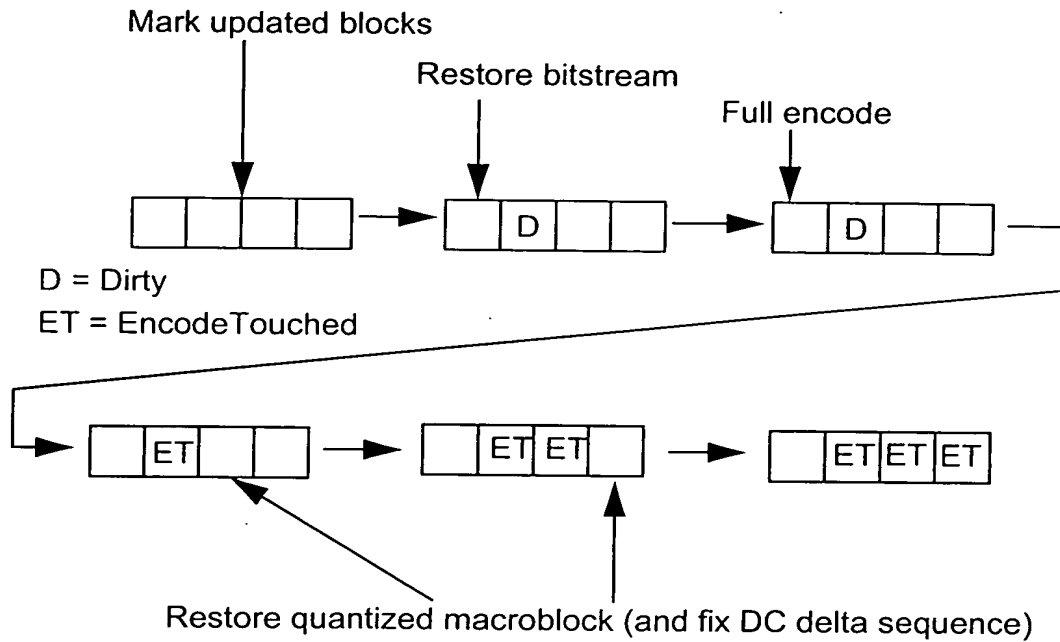 Mark updated blocks
Restore bitstream
Full encode
D
D
D = Dirty
ET = EncodeTouched
ET
ET ET
ET ET ET
Restore quantized macroblock (and fix DC delta sequence)